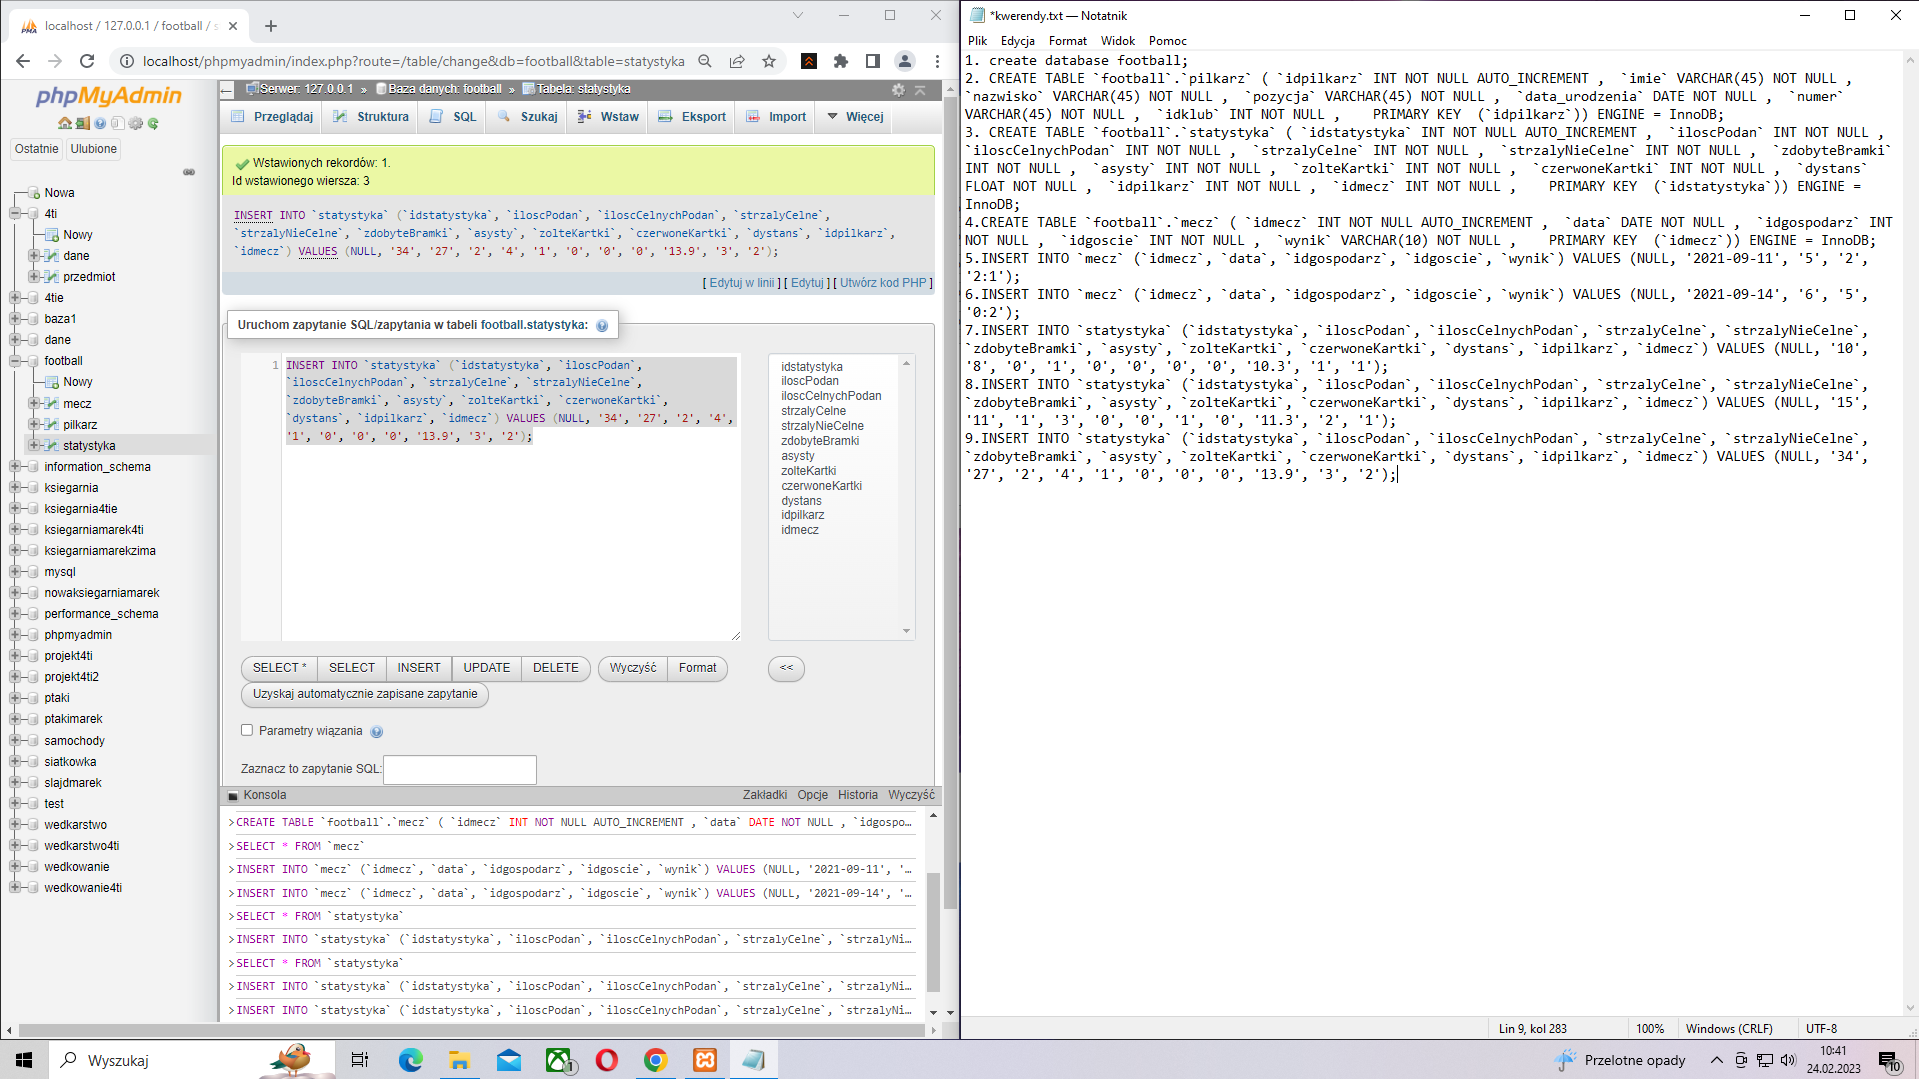 localhost / 127.0.0.1 / football / s
localhost/phpmyadmin/index.php?route=/table/change&db=football&table=statystyka
phpMyAdmin
Ostatnie
Ulubione
Nowa
4ti
Nowy
dane
przedmiot
4tie
baza1
dane
football
Nowy
mecz
pilkarz
statystyka
information_schema
ksiegarnia
ksiegarnia4tie
ksiegarniamarek4ti
ksiegarniamarekzima
mysql
nowaksiegarniamarek
performance_schema
phpmyadmin
projekt4ti
projekt4ti2
ptaki
ptakimarek
samochody
siatkowka
slajdmarek
test
wedkarstwo
wedkarstwo4ti
wedkowanie
wedkowanie4ti
Serwer: 127.0.0.1 » Baza danych: football » Tabela: statystyka
Przeglądaj
Struktura
SQL
Szukaj
Wstaw
Eksport
Import
Więcej
Wstawionych rekordów: 1.
Id wstawionego wiersza: 3
INSERT INTO `statystyka` (`idstatystyka`, `iloscPodan`, `iloscCelnychPodan`, `strzalyCelne`,
`strzalyNieCelne`, `zdobyteBramki`, `asysty`, `zolteKartki`, `czerwoneKartki`, `dystans`, `idpilkarz`,
`idmecz`) VALUES (NULL, '34', '27', '2', '4', '1', '0', '0', '0', '13.9', '3', '2');
[ Edytuj w linii ] [ Edytuj ] [ Utwórz kod PHP ]
Uruchom zapytanie SQL/zapytania w tabeli football.statystyka:
1
INSERT INTO `statystyka` (`idstatystyka`, `iloscPodan`,
`iloscCelnychPodan`, `strzalyCelne`, `strzalyNieCelne`,
`zdobyteBramki`, `asysty`, `zolteKartki`, `czerwoneKartki`,
`dystans`, `idpilkarz`, `idmecz`) VALUES (NULL, '34', '27', '2', '4',
'1', '0', '0', '0', '13.9', '3', '2');
idstatystyka
iloscPodan
iloscCelnychPodan
strzalyCelne
strzalyNieCelne
zdobyteBramki
asysty
zolteKartki
czerwoneKartki
dystans
idpilkarz
idmecz
SELECT *
SELECT
INSERT
UPDATE
DELETE
Wyczyść
Format
<<
Uzyskaj automatycznie zapisane zapytanie
Parametry wiązania
Zaznacz to zapytanie SQL:
Konsola
Zakładki
Opcje
Historia
Wyczyść
>CREATE TABLE `football`.`mecz` ( `idmecz` INT NOT NULL AUTO_INCREMENT , `data` DATE NOT NULL , `idgospo…
>SELECT * FROM `mecz`
>INSERT INTO `mecz` (`idmecz`, `data`, `idgospodarz`, `idgoscie`, `wynik`) VALUES (NULL, '2021-09-11', '…
>INSERT INTO `mecz` (`idmecz`, `data`, `idgospodarz`, `idgoscie`, `wynik`) VALUES (NULL, '2021-09-14', '…
>SELECT * FROM `statystyka`
>INSERT INTO `statystyka` (`idstatystyka`, `iloscPodan`, `iloscCelnychPodan`, `strzalyCelne`, `strzalyNi…
>SELECT * FROM `statystyka`
>INSERT INTO `statystyka` (`idstatystyka`, `iloscPodan`, `iloscCelnychPodan`, `strzalyCelne`, `strzalyNi…
>INSERT INTO `statystyka` (`idstatystyka`, `iloscPodan`, `iloscCelnychPodan`, `strzalyCelne`, `strzalyNi…
*kwerendy.txt — Notatnik
Plik Edycja Format Widok Pomoc
1. create database football;
2. CREATE TABLE `football`.`pilkarz` ( `idpilkarz` INT NOT NULL AUTO_INCREMENT , `imie` VARCHAR(45) NOT NULL ,
`nazwisko` VARCHAR(45) NOT NULL , `pozycja` VARCHAR(45) NOT NULL , `data_urodzenia` DATE NOT NULL , `numer`
VARCHAR(45) NOT NULL , `idklub` INT NOT NULL , PRIMARY KEY (`idpilkarz`)) ENGINE = InnoDB;
3. CREATE TABLE `football`.`statystyka` ( `idstatystyka` INT NOT NULL AUTO_INCREMENT , `iloscPodan` INT NOT NULL ,
`iloscCelnychPodan` INT NOT NULL , `strzalyCelne` INT NOT NULL , `strzalyNieCelne` INT NOT NULL , `zdobyteBramki`
INT NOT NULL , `asysty` INT NOT NULL , `zolteKartki` INT NOT NULL , `czerwoneKartki` INT NOT NULL , `dystans`
FLOAT NOT NULL , `idpilkarz` INT NOT NULL , `idmecz` INT NOT NULL , PRIMARY KEY (`idstatystyka`)) ENGINE =
InnoDB;
4.CREATE TABLE `football`.`mecz` ( `idmecz` INT NOT NULL AUTO_INCREMENT , `data` DATE NOT NULL , `idgospodarz` INT
NOT NULL , `idgoscie` INT NOT NULL , `wynik` VARCHAR(10) NOT NULL , PRIMARY KEY (`idmecz`)) ENGINE = InnoDB;
5.INSERT INTO `mecz` (`idmecz`, `data`, `idgospodarz`, `idgoscie`, `wynik`) VALUES (NULL, '2021-09-11', '5', '2',
'2:1');
6.INSERT INTO `mecz` (`idmecz`, `data`, `idgospodarz`, `idgoscie`, `wynik`) VALUES (NULL, '2021-09-14', '6', '5',
'0:2');
7.INSERT INTO `statystyka` (`idstatystyka`, `iloscPodan`, `iloscCelnychPodan`, `strzalyCelne`, `strzalyNieCelne`,
`zdobyteBramki`, `asysty`, `zolteKartki`, `czerwoneKartki`, `dystans`, `idpilkarz`, `idmecz`) VALUES (NULL, '10',
'8', '0', '1', '0', '0', '0', '0', '10.3', '1', '1');
8.INSERT INTO `statystyka` (`idstatystyka`, `iloscPodan`, `iloscCelnychPodan`, `strzalyCelne`, `strzalyNieCelne`,
`zdobyteBramki`, `asysty`, `zolteKartki`, `czerwoneKartki`, `dystans`, `idpilkarz`, `idmecz`) VALUES (NULL, '15',
'11', '1', '3', '0', '0', '1', '0', '11.3', '2', '1');
9.INSERT INTO `statystyka` (`idstatystyka`, `iloscPodan`, `iloscCelnychPodan`, `strzalyCelne`, `strzalyNieCelne`,
`zdobyteBramki`, `asysty`, `zolteKartki`, `czerwoneKartki`, `dystans`, `idpilkarz`, `idmecz`) VALUES (NULL, '34',
'27', '2', '4', '1', '0', '0', '0', '13.9', '3', '2');
Lin 9, kol 283
100%
Windows (CRLF)
UTF-8
Wyszukaj
1
Przelotne opady
10:41
24.02.2023
10